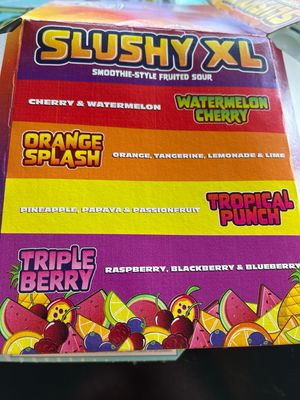 SLUSHY XL
SMOOTHIE-STYLE FRUITED SOUR
CHERRY & WATERMELON
WATERMELON
CHERRY
ORANGE
SPLASH
ORANGE, TANGERINE, LEMONADE & LIME
PINEAPPLE, PAPAYA & PASSIONFRUIT
TROPICAL
PUNCH
TRIPLE
BERRY
RASPBERRY, BLACKBERRY & BLUEBERRY